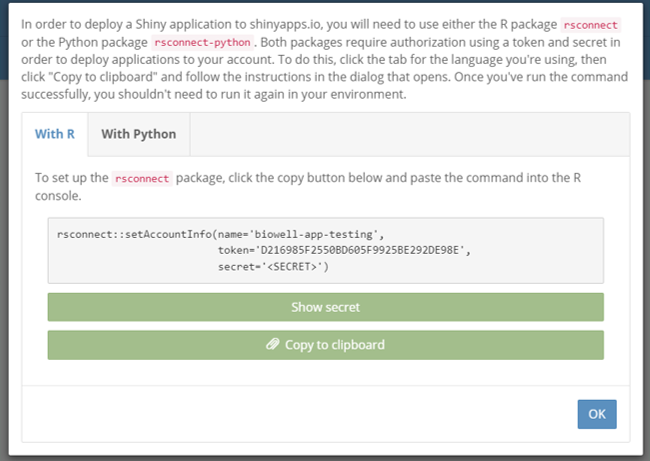 In order to deploy a Shiny application to shinyapps.io, you will need to use either the R package rsconnect
or the Python package rsconnect-python. Both packages require authorization using a token and secret in
order to deploy applications to your account. To do this, click the tab for the language you're using, then
click "Copy to clipboard" and follow the instructions in the dialog that opens. Once you've run the command
successfully, you shouldn't need to run it again in your environment.
With R With Python
To set up the rsconnect package, click the copy button below and paste the command into the R
console.
rsconnect::setAccountInfo(name='biowell-app-testing',
token='D216985F2550BD605F9925BE292DE98E',
secret='<SECRET>')
Show secret
Copy to clipboard
OK